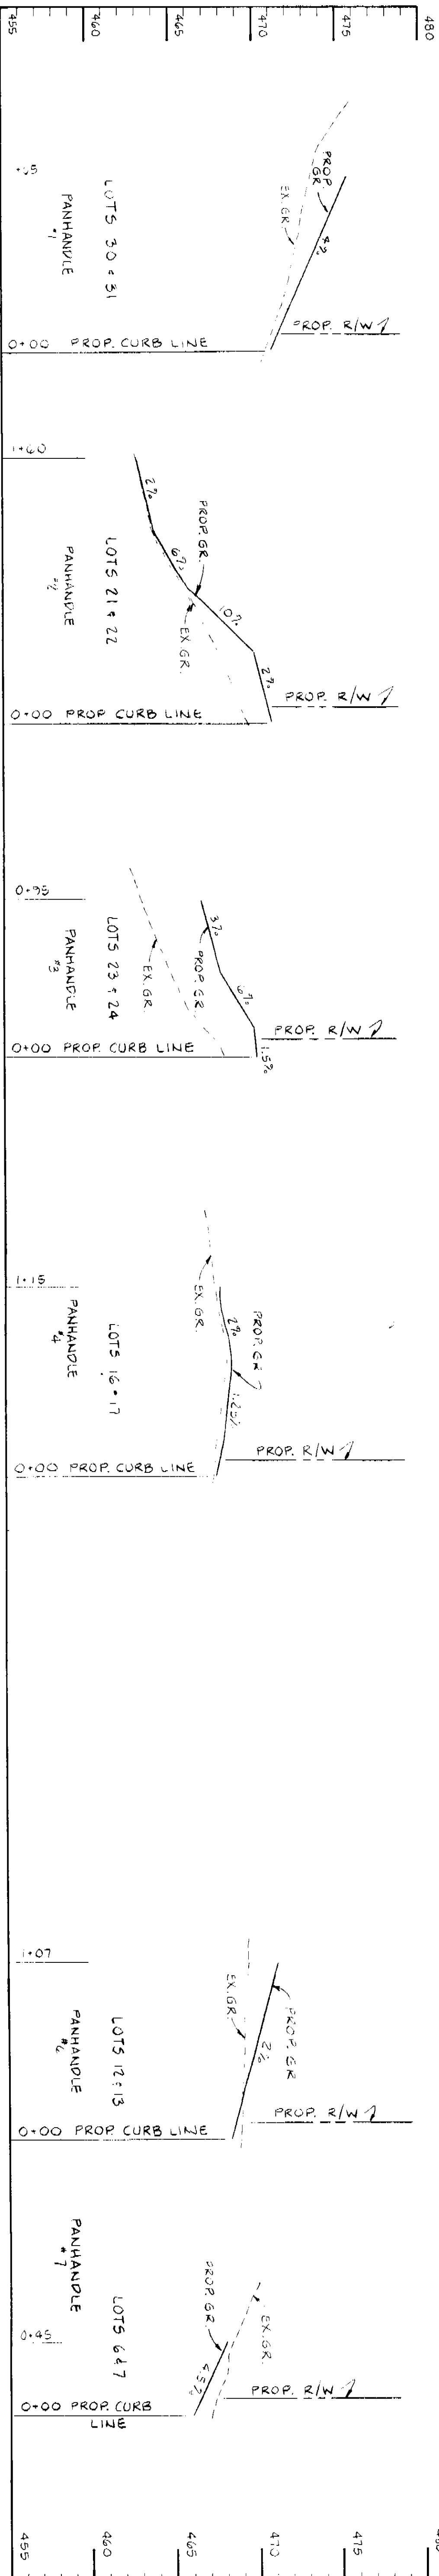 455
460
465
470
475
480
PROP.
GR
EX. GR
LOTS 30 & 31
PANHANDLE
#1
PROP. R/W
0+00 PROP. CURB LINE
1+60
2%
6%
PROP. GR.
10%
EX. GR.
2%
LOTS 21 & 22
PANHANDLE
#2
PROP. R/W
0+00 PROP CURB LINE
0+95
3%
PROP. GR
6%
EX. GR.
1.5%
LOTS 23 & 24
PANHANDLE
#3
PROP. R/W
0+00 PROP. CURB LINE
1+15
EX. GR.
2%
PROP. GR
1.25%
LOTS 16 & 17
PANHANDLE
#4
PROP. R/W
0+00 PROP. CURB LINE
1+07
EX. GR.
PROP. GR
2%
LOTS 12 & 13
PANHANDLE
#6
PROP. R/W
0+00 PROP. CURB LINE
PANHANDLE
#7
LOTS 6 & 7
0+45
PROP. GR.
EX. GR.
5.5%
PROP. R/W
0+00 PROP. CURB
LINE
455
460
465
470
475